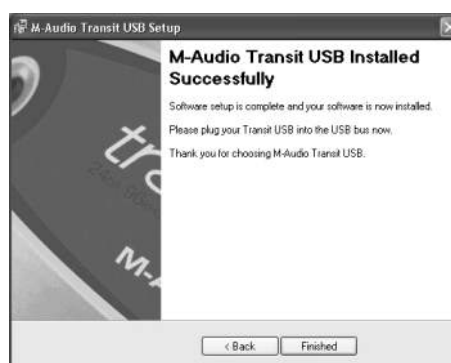 M-Audio Transit USB Setup
M-Audio Transit USB Installed
Successfully
Software setup is complete and your software is now installed.
Please plug your Transit USB into the USB bus now.
Thank you for choosing M-Audio Transit USB.
tra
M-A
< Back
Finished